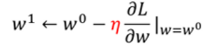 w¹ ← w⁰ − η ∂L/∂w |w=w⁰